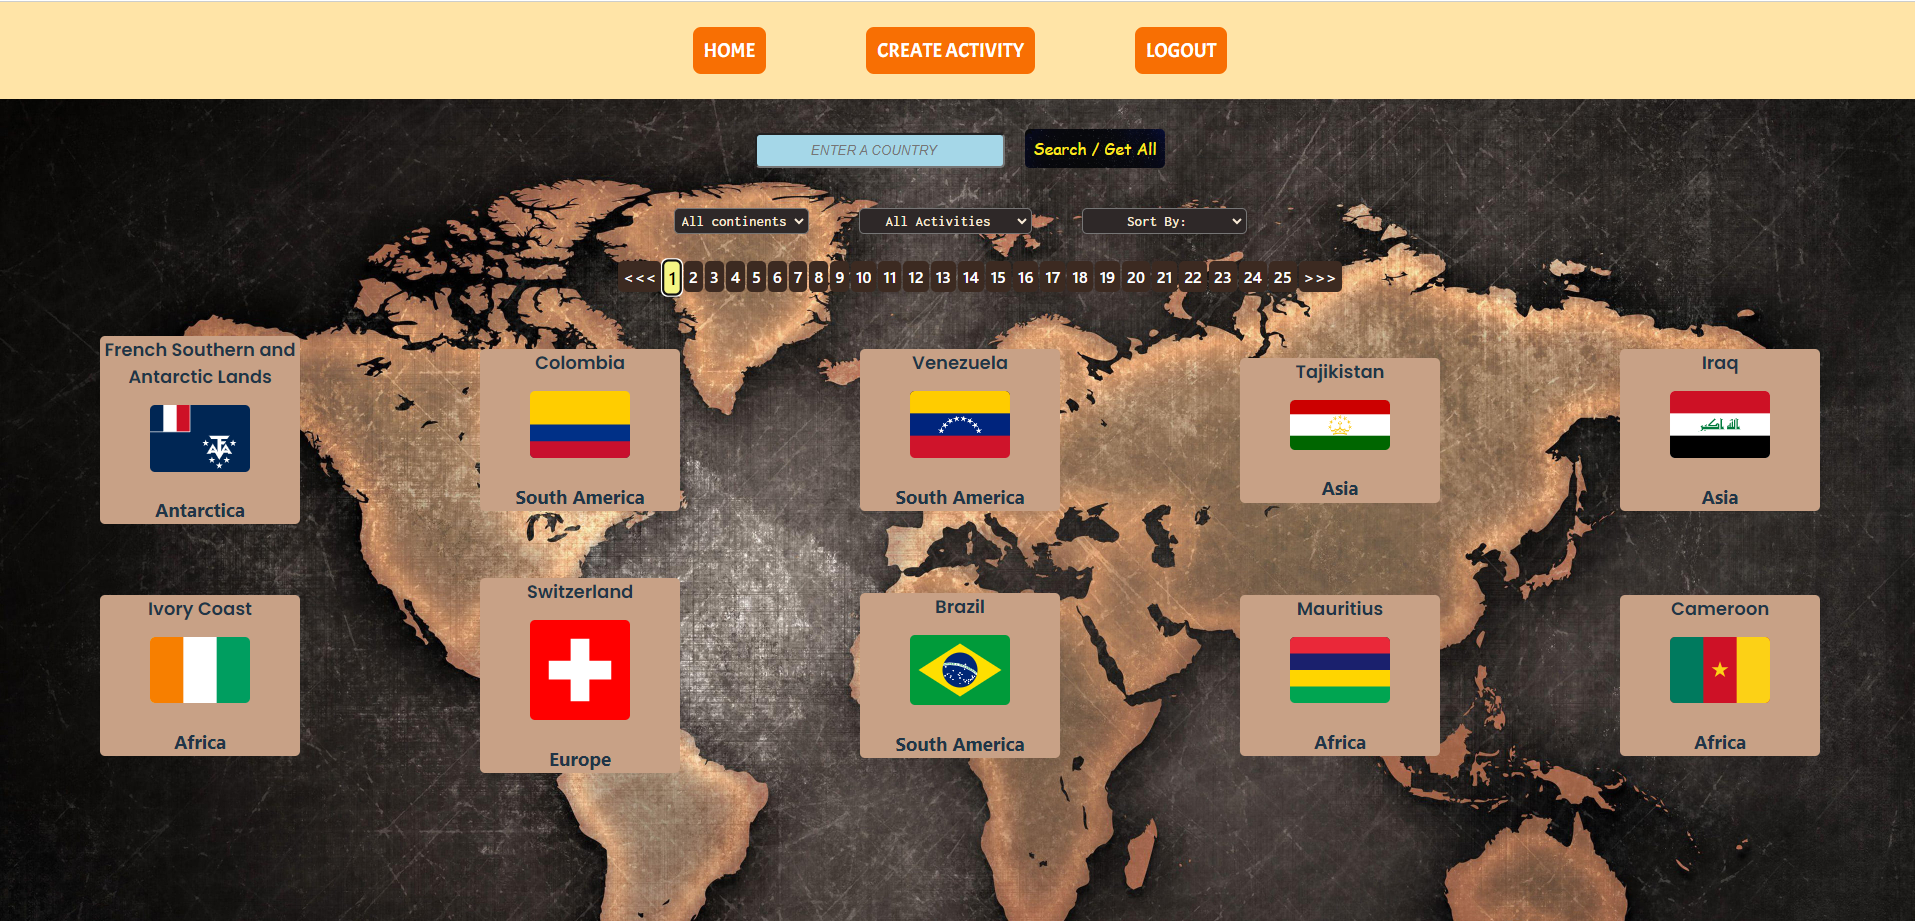 HOME
CREATE ACTIVITY
LOGOUT
ENTER A COUNTRY
Search / Get All
All continents
All Activities
Sort By:
<<< 1 2 3 4 5 6 7 8 9 10 11 12 13 14 15 16 17 18 19 20 21 22 23 24 25 >>>
French Southern and
Antarctic Lands
Antarctica
Colombia
South America
Venezuela
South America
Tajikistan
Asia
Iraq
الله اكبر
Asia
Ivory Coast
Africa
Switzerland
Europe
Brazil
South America
Mauritius
Africa
Cameroon
Africa